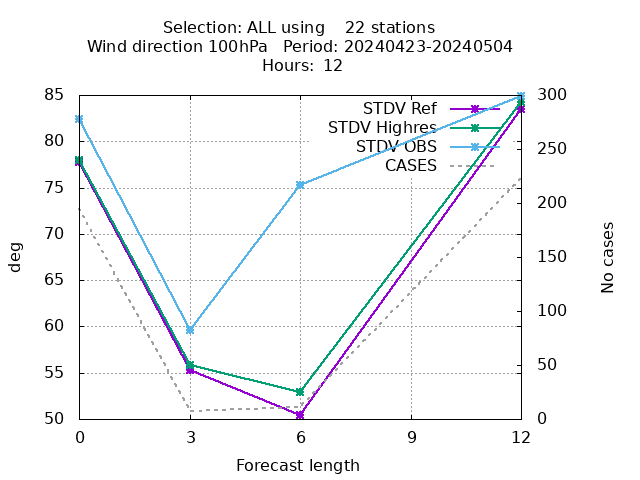 Selection: ALL using    22 stations
Wind direction 100hPa   Period: 20240423-20240504
Hours:  12
STDV Ref
STDV Highres
STDV OBS
CASES
85
80
75
70
65
60
55
50
deg
300
250
200
150
100
50
0
No cases
0
3
6
9
12
Forecast length